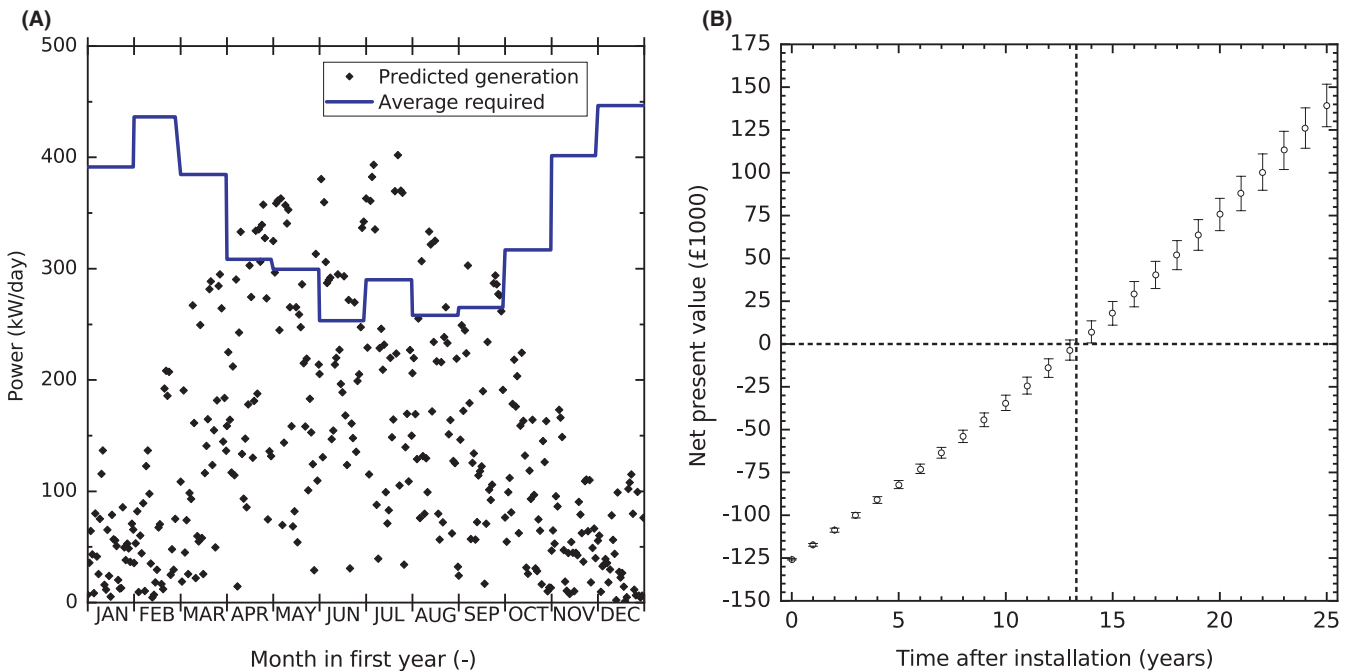 (A)
500
400
300
200
100
0
Power (kW/day)
Predicted generation
Average required
JAN FEB MAR APR MAY JUN JUL AUG SEP OCT NOV DEC
Month in first year (-)
(B)
175
150
125
100
75
50
25
0
-25
-50
-75
-100
-125
-150
Net present value (£1000)
0 5 10 15 20 25
Time after installation (years)